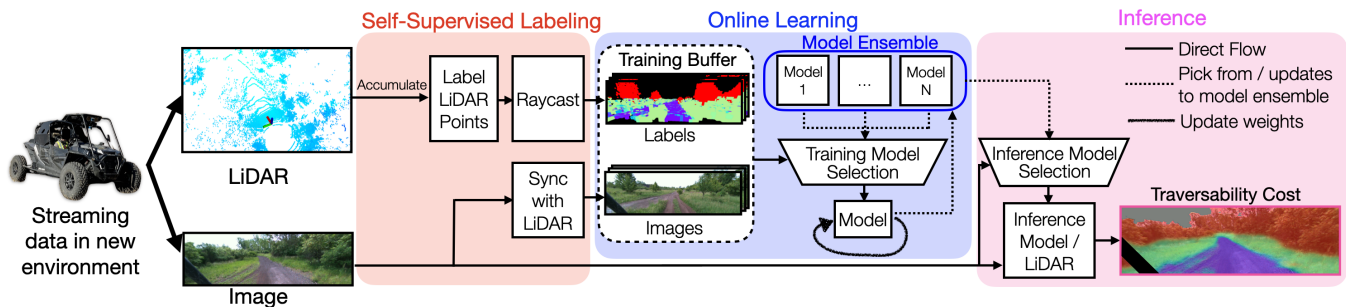 Self-Supervised Labeling
Online Learning
Inference
Streaming
data in new
environment
LiDAR
Image
Accumulate
Label
LiDAR
Points
Raycast
Sync
with
LiDAR
Training Buffer
Labels
Images
Model Ensemble
Model
1
...
Model
N
Training Model
Selection
Model
Direct Flow
Pick from / updates
to model ensemble
Update weights
Inference Model
Selection
Inference
Model /
LiDAR
Traversability Cost